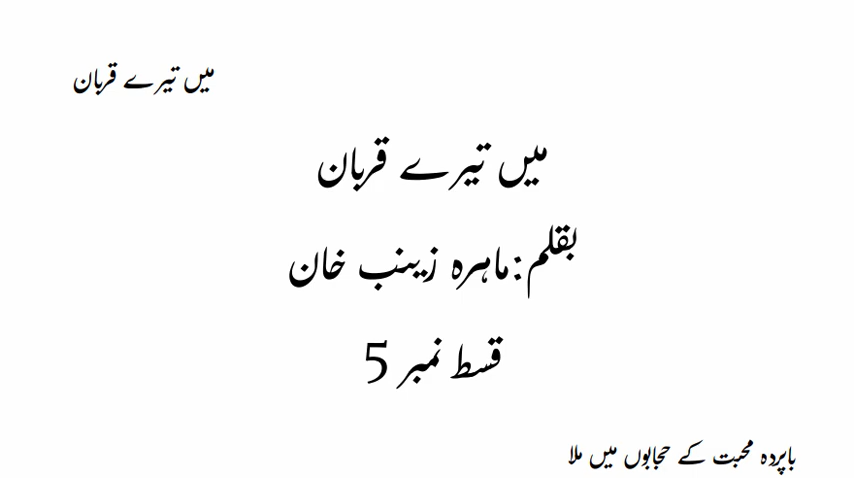 میں تیرے قربان
میں تیرے قربان
بقلم:ماہرہ زینب خان
قسط نمبر 5
باپردہ محبت کے حجابوں میں ملا